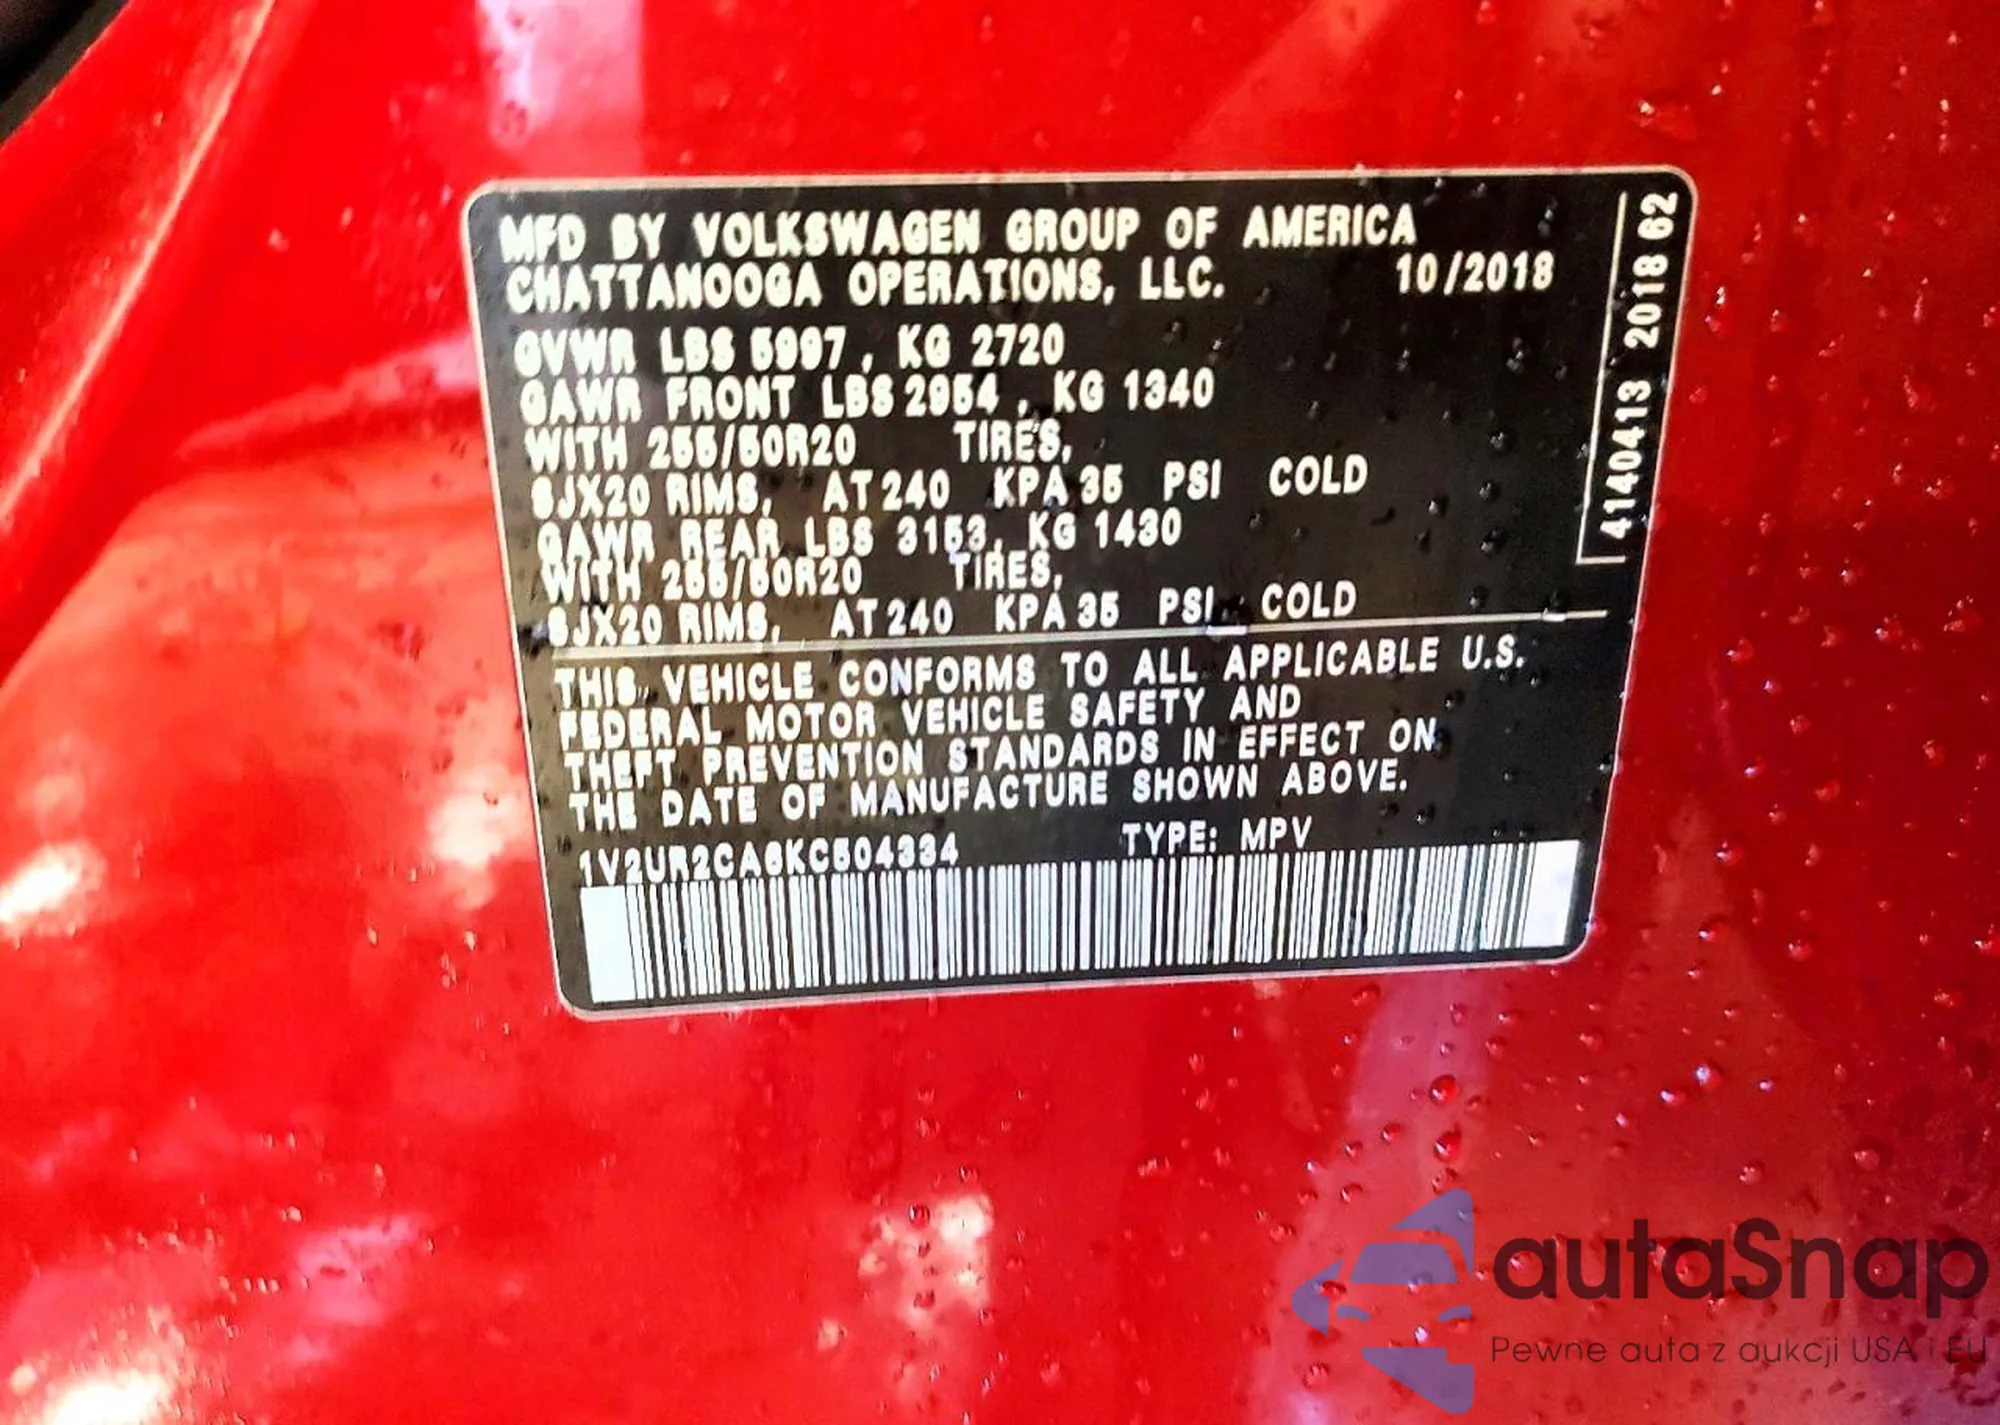 MFD BY VOLKSWAGEN GROUP OF AMERICA
CHATTANOOGA OPERATIONS, LLC. 10/2018
GVWR LBS 5997, KG 2720
GAWR FRONT LBS 2954, KG 1340
WITH 255/50R20 TIRES,
8JX20 RIMS, AT 240 KPA 35 PSI COLD
GAWR REAR LBS 3153, KG 1430
WITH 255/50R20 TIRES,
8JX20 RIMS, AT 240 KPA 35 PSI COLD
THIS VEHICLE CONFORMS TO ALL APPLICABLE U.S.
FEDERAL MOTOR VEHICLE SAFETY AND
THEFT PREVENTION STANDARDS IN EFFECT ON
THE DATE OF MANUFACTURE SHOWN ABOVE.
1V2UR2CA6KC504334 TYPE: MPV
4140413 2018 62
autaSnap
Pewne auta z aukcji USA i EU